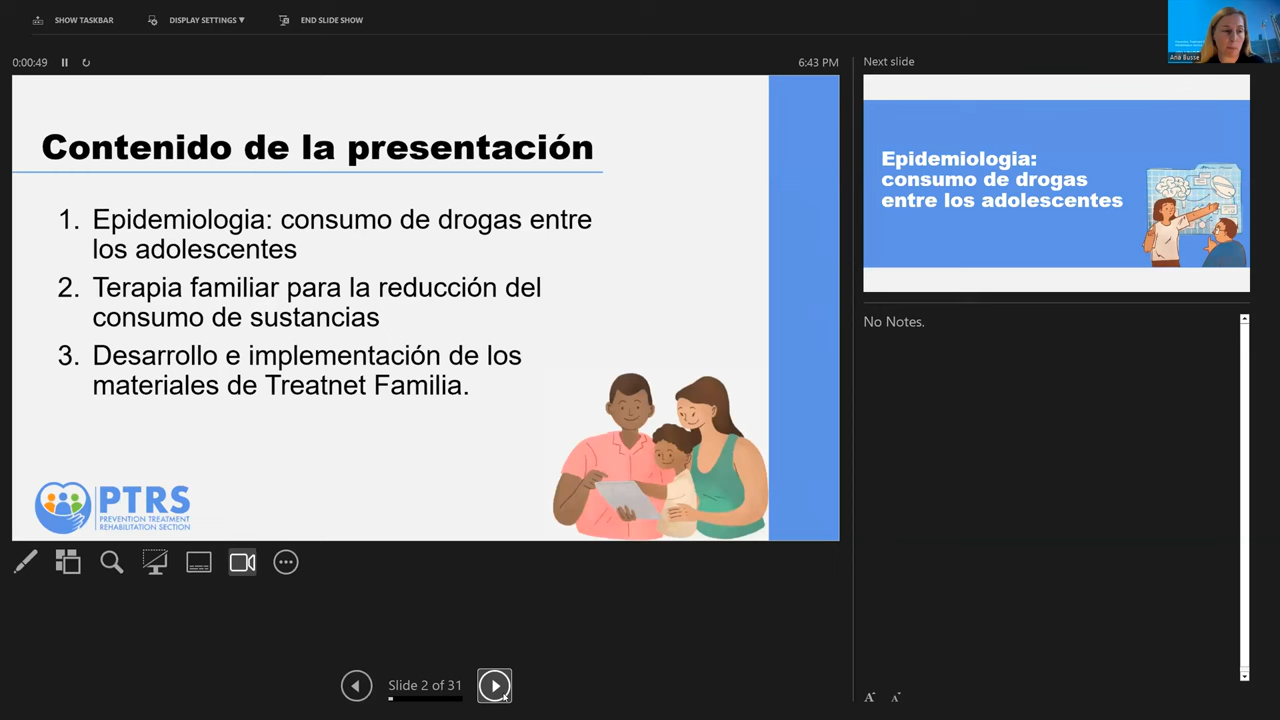 SHOW TASKBAR
DISPLAY SETTINGS ▼
END SLIDE SHOW
0:00:49
6:43 PM
Contenido de la presentación
1. Epidemiologia: consumo de drogas entre
los adolescentes
2. Terapia familiar para la reducción del
consumo de sustancias
3. Desarrollo e implementación de los
materiales de Treatnet Familia.
PTRS
PREVENTION TREATMENT
REHABILITATION SECTION
Slide 2 of 31
Ana Busse
Next slide
Epidemiologia:
consumo de drogas
entre los adolescentes
No Notes.
A
A